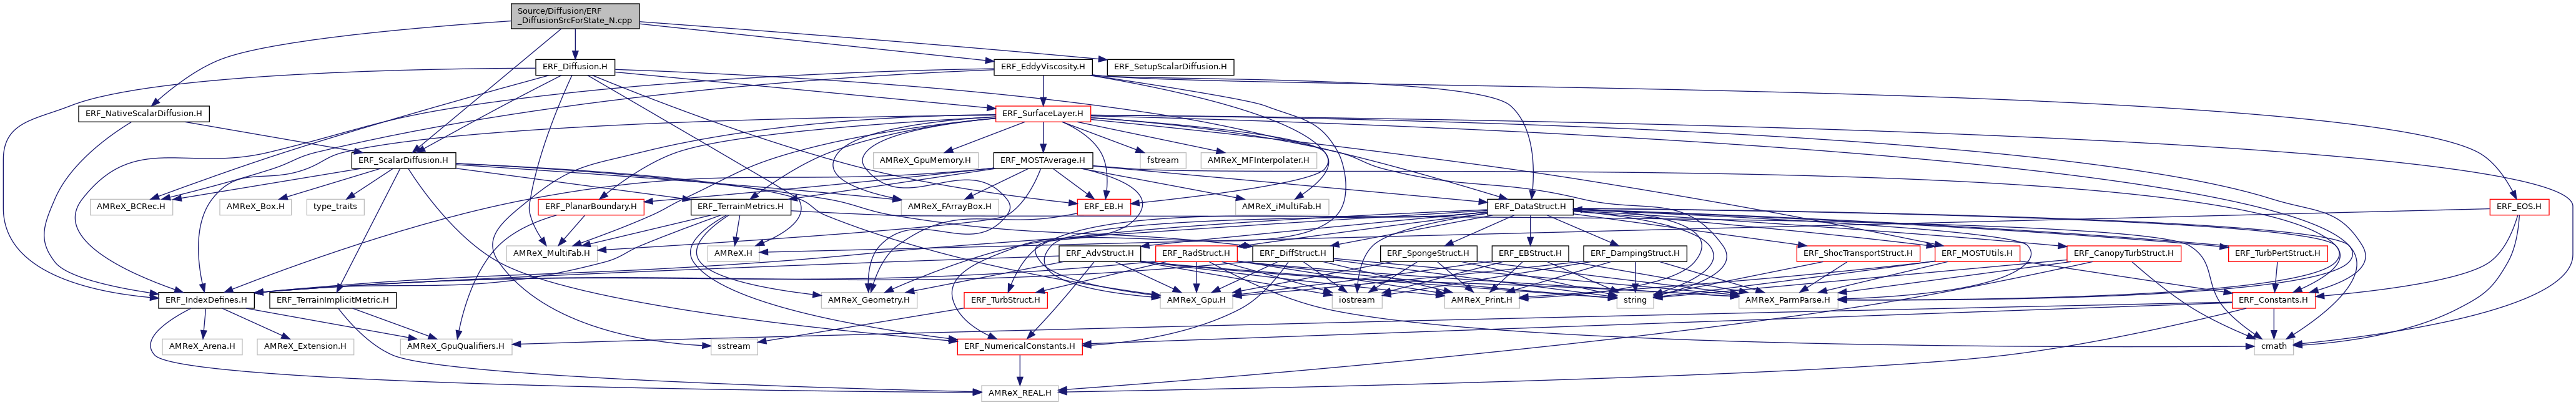 Source/Diffusion/ERF
_DiffusionSrcForState_N.cpp
ERF_Diffusion.H
ERF_EddyViscosity.H
ERF_SetupScalarDiffusion.H
ERF_NativeScalarDiffusion.H
ERF_SurfaceLayer.H
ERF_ScalarDiffusion.H
AMReX_GpuMemory.H
ERF_MOSTAverage.H
fstream
AMReX_MFInterpolater.H
AMReX_BCRec.H
AMReX_Box.H
type_traits
ERF_PlanarBoundary.H
ERF_TerrainMetrics.H
AMReX_FArrayBox.H
ERF_EB.H
AMReX_iMultiFab.H
ERF_DataStruct.H
ERF_EOS.H
AMReX_MultiFab.H
AMReX.H
ERF_AdvStruct.H
ERF_RadStruct.H
ERF_DiffStruct.H
ERF_SpongeStruct.H
ERF_EBStruct.H
ERF_DampingStruct.H
ERF_ShocTransportStruct.H
ERF_MOSTUtils.H
ERF_CanopyTurbStruct.H
ERF_TurbPertStruct.H
ERF_IndexDefines.H
ERF_TerrainImplicitMetric.H
AMReX_Geometry.H
ERF_TurbStruct.H
AMReX_Gpu.H
iostream
AMReX_Print.H
string
AMReX_ParmParse.H
ERF_Constants.H
AMReX_Arena.H
AMReX_Extension.H
AMReX_GpuQualifiers.H
sstream
ERF_NumericalConstants.H
cmath
AMReX_REAL.H